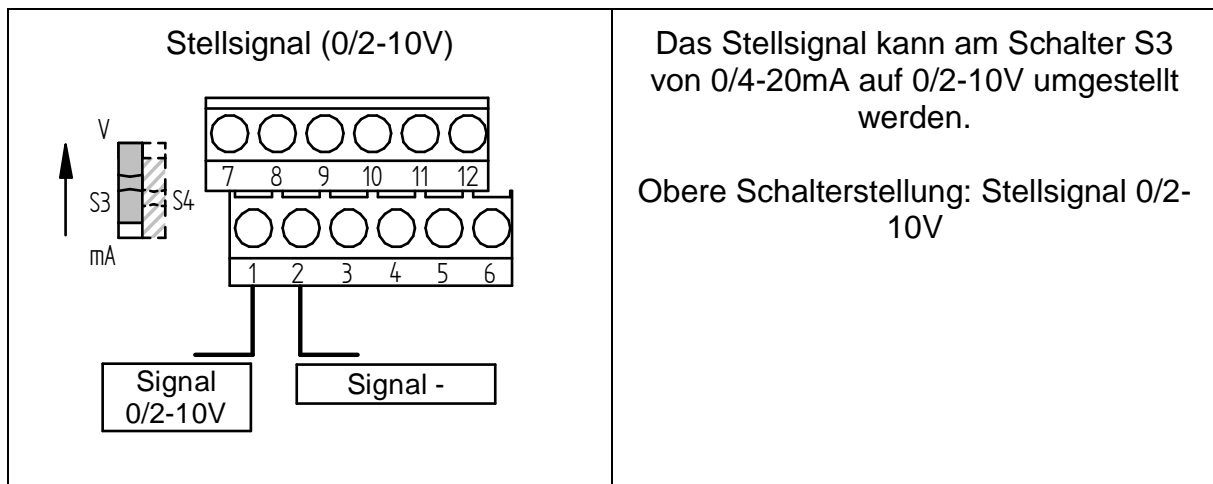 Stellsignal (0/2-10V)
V
S3
S4
mA
7 8 9 10 11 12
1 2 3 4 5 6
Signal
0/2-10V
Signal -
Das Stellsignal kann am Schalter S3
von 0/4-20mA auf 0/2-10V umgestellt
werden.
Obere Schalterstellung: Stellsignal 0/2-
10V